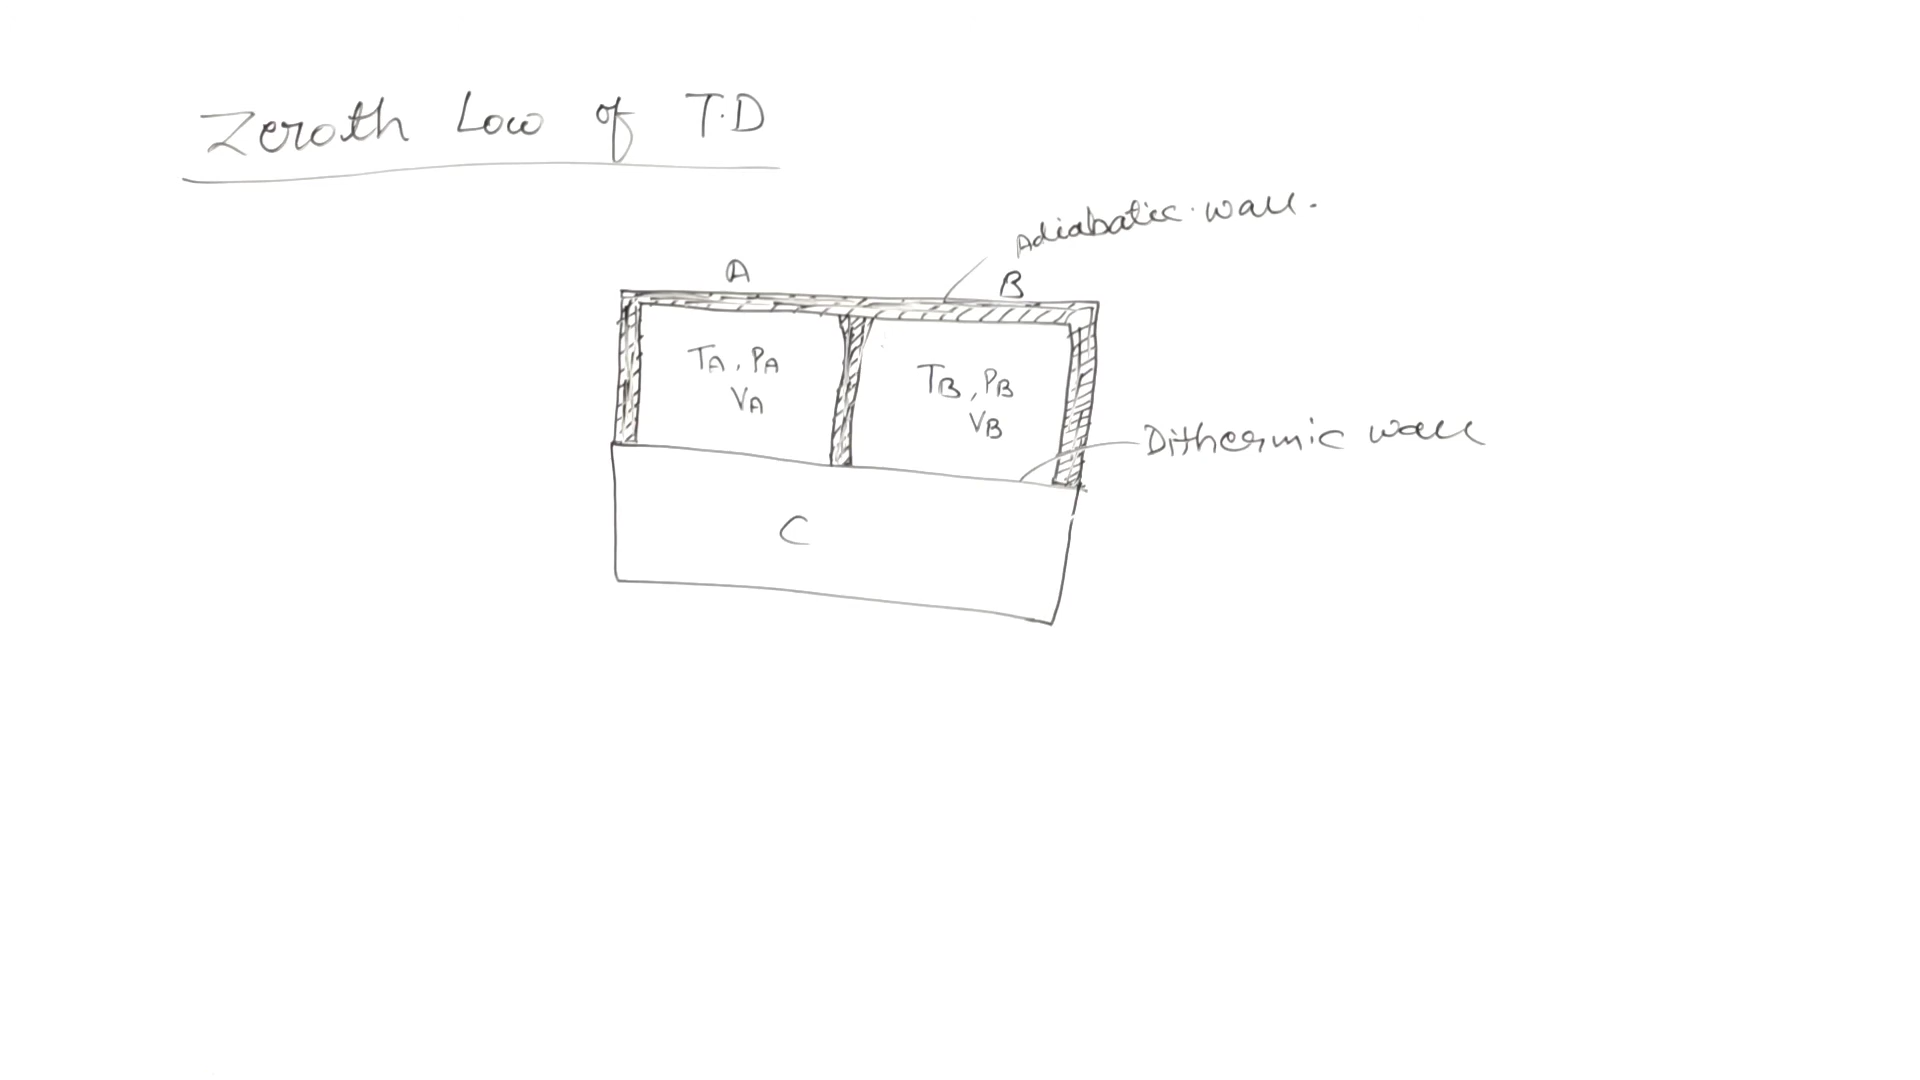 Zeroth Low of T.D
Adiabatic wall.
A
B
TA, PA
VA
TB, PB
VB
Dithermic wall
C